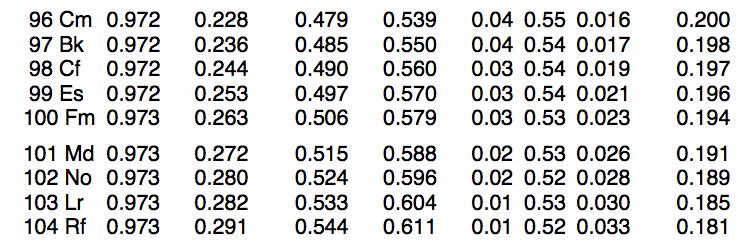 96 Cm 0.972 0.228 0.479 0.539 0.04 0.55 0.016 0.200
97 Bk 0.972 0.236 0.485 0.550 0.04 0.54 0.017 0.198
98 Cf 0.972 0.244 0.490 0.560 0.03 0.54 0.019 0.197
99 Es 0.972 0.253 0.497 0.570 0.03 0.54 0.021 0.196
100 Fm 0.973 0.263 0.506 0.579 0.03 0.53 0.023 0.194
101 Md 0.973 0.272 0.515 0.588 0.02 0.53 0.026 0.191
102 No 0.973 0.280 0.524 0.596 0.02 0.52 0.028 0.189
103 Lr 0.973 0.282 0.533 0.604 0.01 0.53 0.030 0.185
104 Rf 0.973 0.291 0.544 0.611 0.01 0.52 0.033 0.181